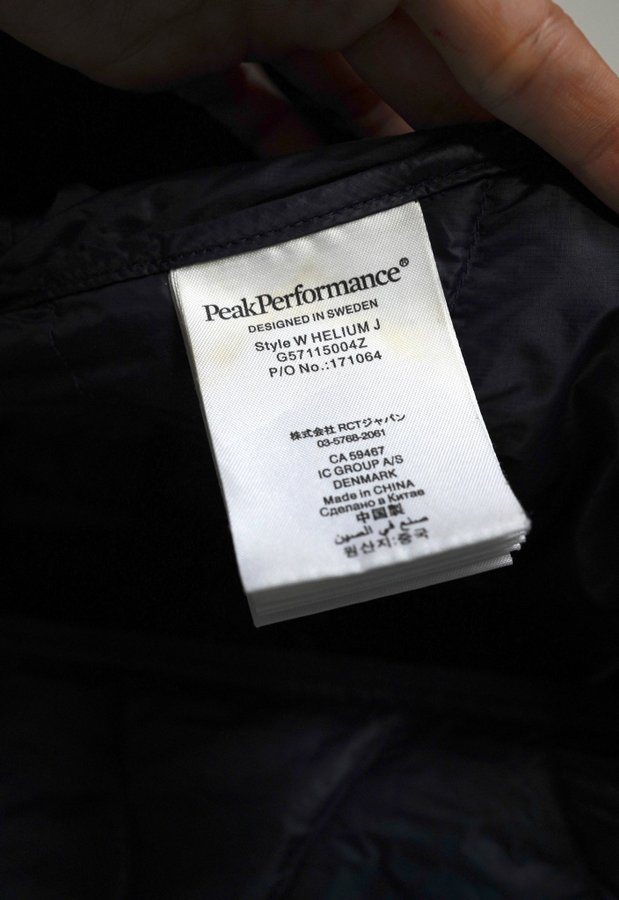 PeakPerformance®
DESIGNED IN SWEDEN
Style W HELIUM J
G57115004Z
P/O No.:171064
株式会社 RCTジャパン
03-5768-2061
CA 59467
IC GROUP A/S
DENMARK
Made in CHINA
Сделано в Китае
中国製
صنع في الصين
원산지:중국